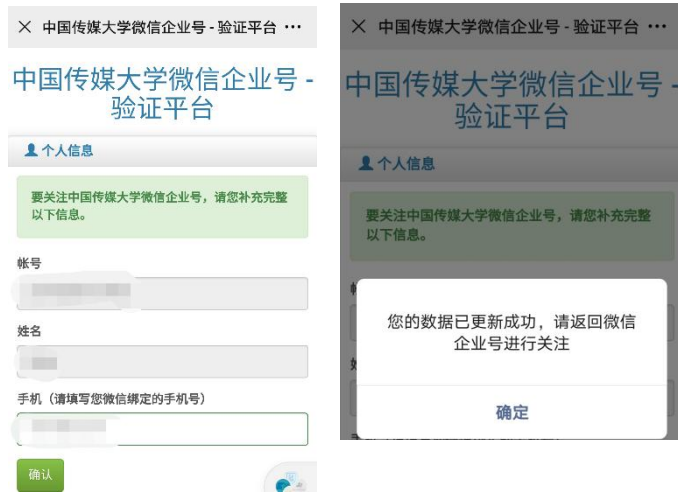 中国传媒大学微信企业号 - 验证平台
中国传媒大学微信企业号 -
验证平台
个人信息
要关注中国传媒大学微信企业号，请您补充完整
以下信息。
帐号
姓名
手机（请填写您微信绑定的手机号）
确认
中国传媒大学微信企业号 - 验证平台
中国传媒大学微信企业号 -
验证平台
个人信息
要关注中国传媒大学微信企业号，请您补充完整
以下信息。
您的数据已更新成功，请返回微信
企业号进行关注
确定